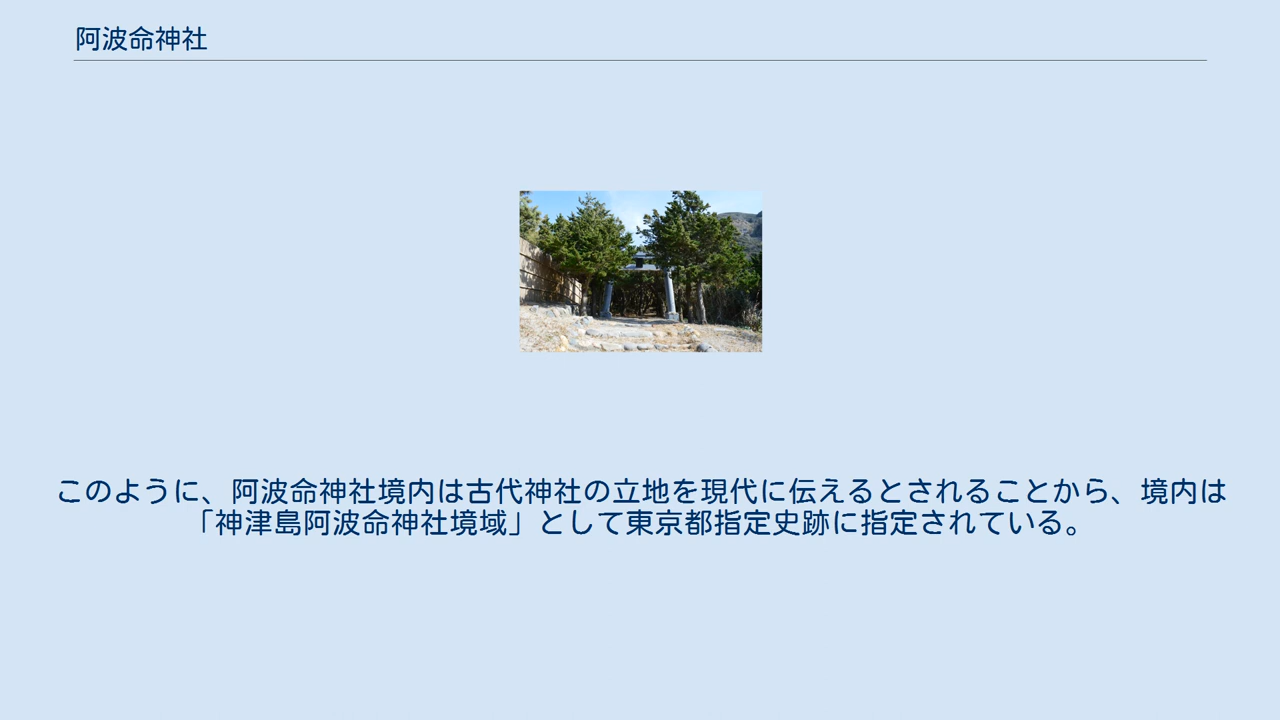 阿波命神社
このように、阿波命神社境内は古代神社の立地を現代に伝えるとされることから、境内は
「神津島阿波命神社境域」として東京都指定史跡に指定されている。